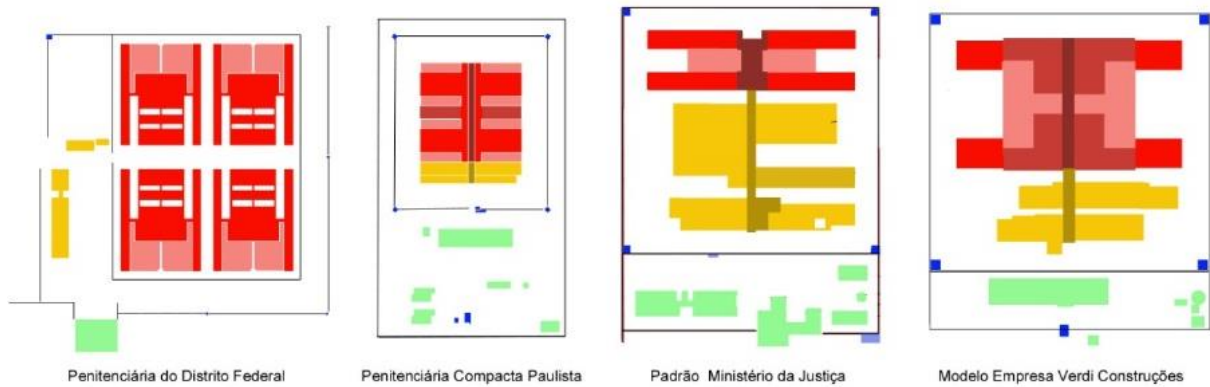 Penitenciária do Distrito Federal
Penitenciária Compacta Paulista
Padrão Ministério da Justiça
Modelo Empresa Verdi Construções